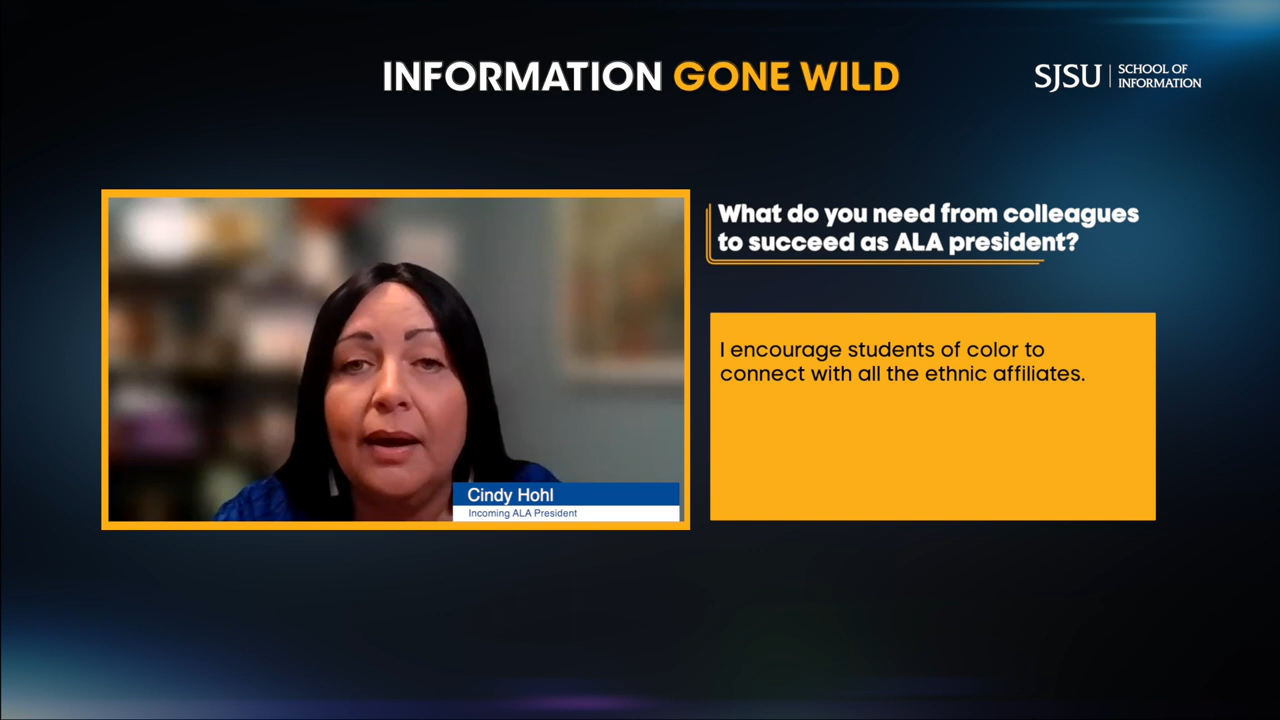 INFORMATION GONE WILD
SJSU
SCHOOL OF
INFORMATION
What do you need from colleagues
to succeed as ALA president?
I encourage students of color to
connect with all the ethnic affiliates.
Cindy Hohl
Incoming ALA President